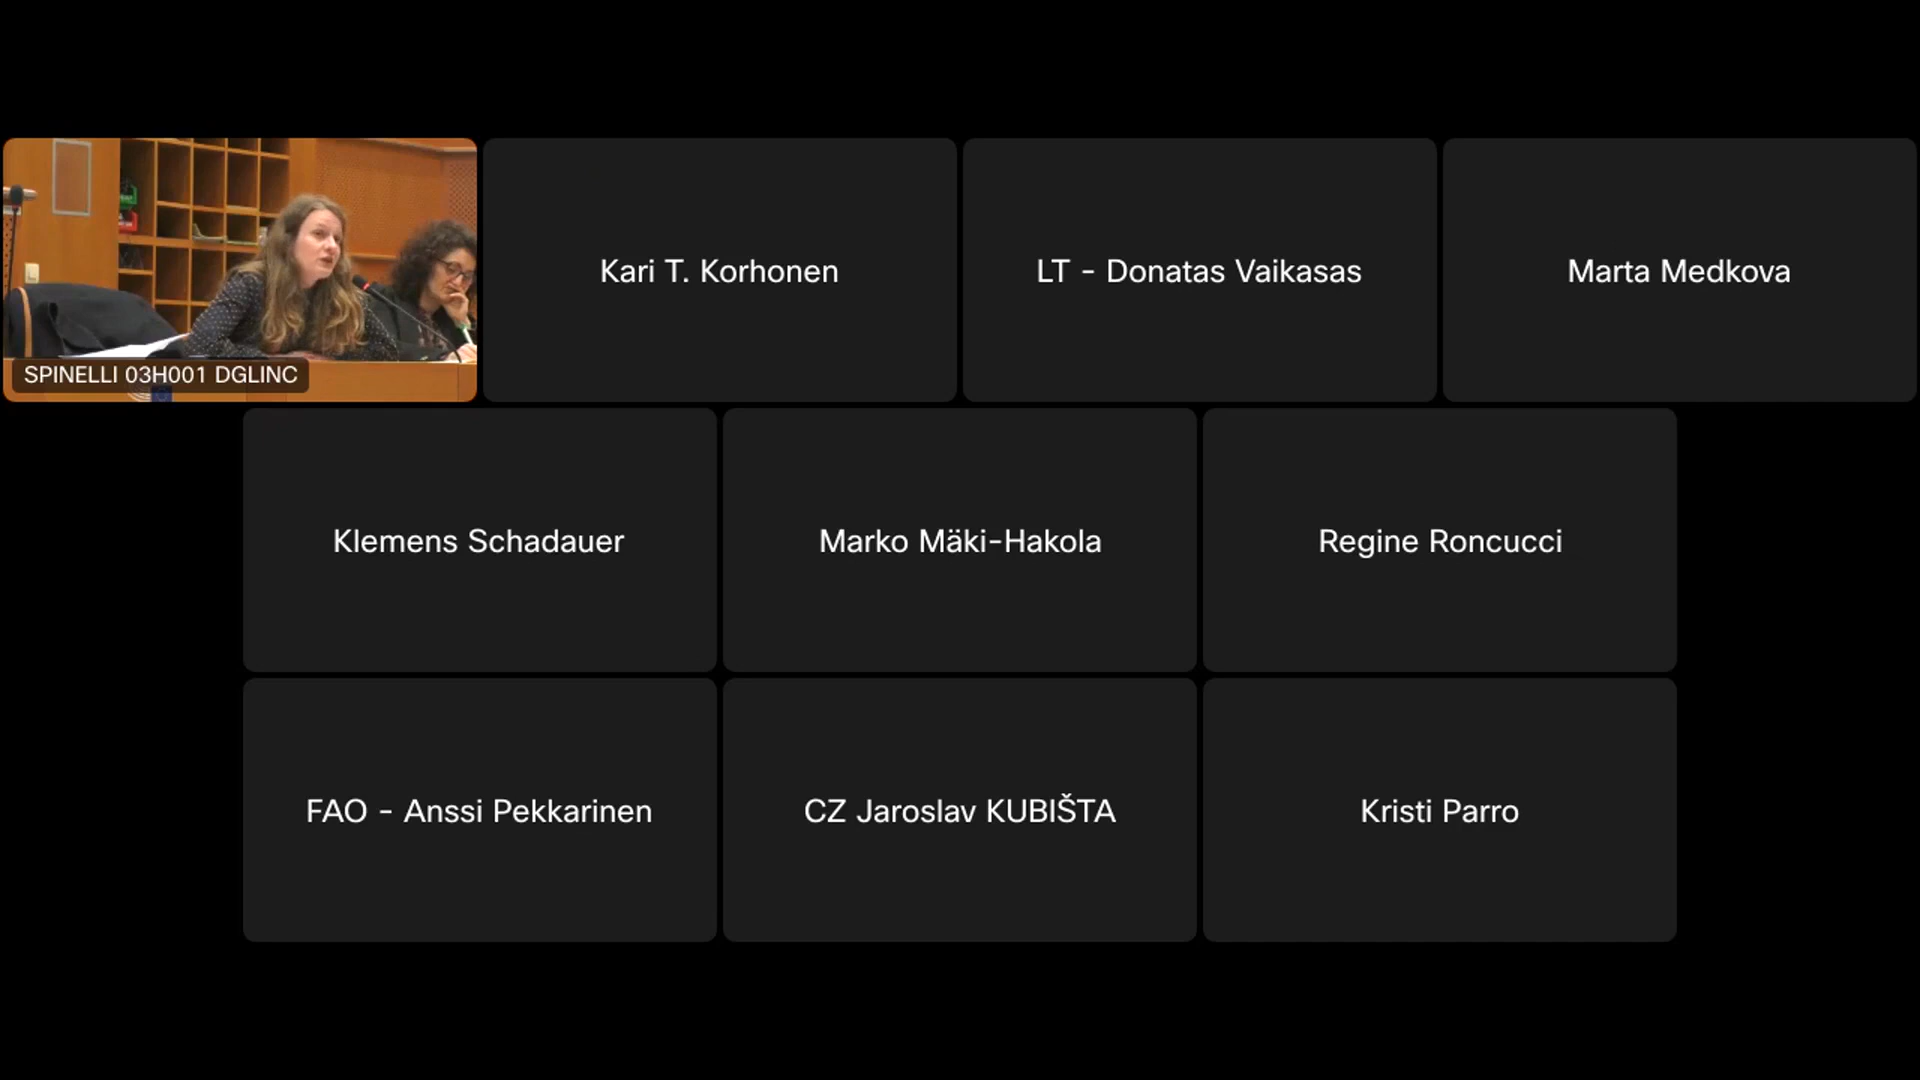 SPINELLI 03H001 DGLINC
Kari T. Korhonen
LT - Donatas Vaikasas
Marta Medkova
Klemens Schadauer
Marko Mäki-Hakola
Regine Roncucci
FAO - Anssi Pekkarinen
CZ Jaroslav KUBIŠTA
Kristi Parro